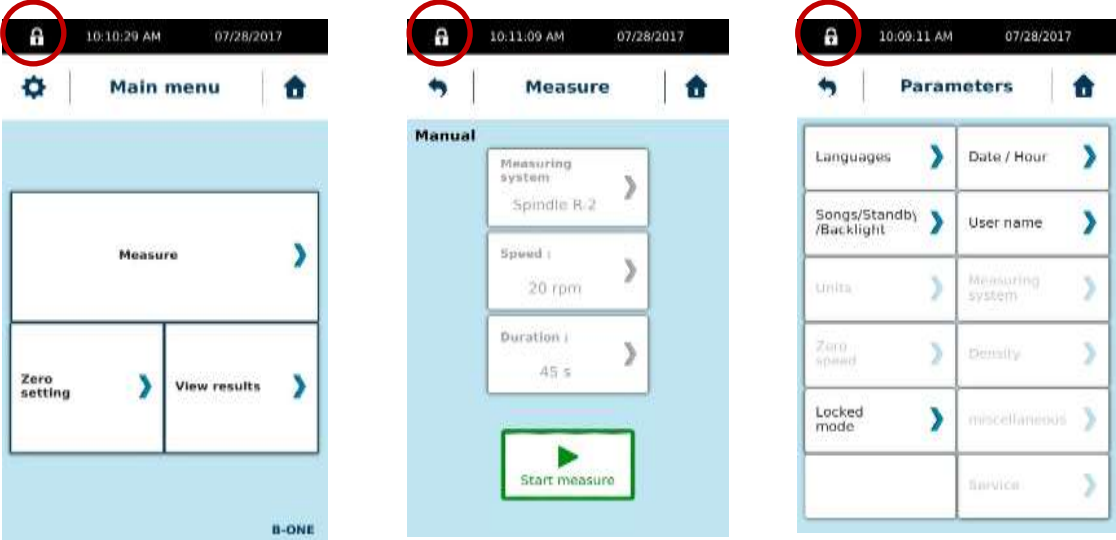 10:10:29 AM 07/28/2017
Main menu
Measure
Zero
setting
View results
B-ONE
10:11:09 AM 07/28/2017
Measure
Manual
Measuring
system
Spindle R-2
Speed :
20 rpm
Duration :
45 s
Start measure
10:09:11 AM 07/28/2017
Parameters
Languages
Date / Hour
Songs/Standby
/Backlight
User name
Units
Measuring
system
Zero
speed
Density
Locked
mode
miscellaneous
Service